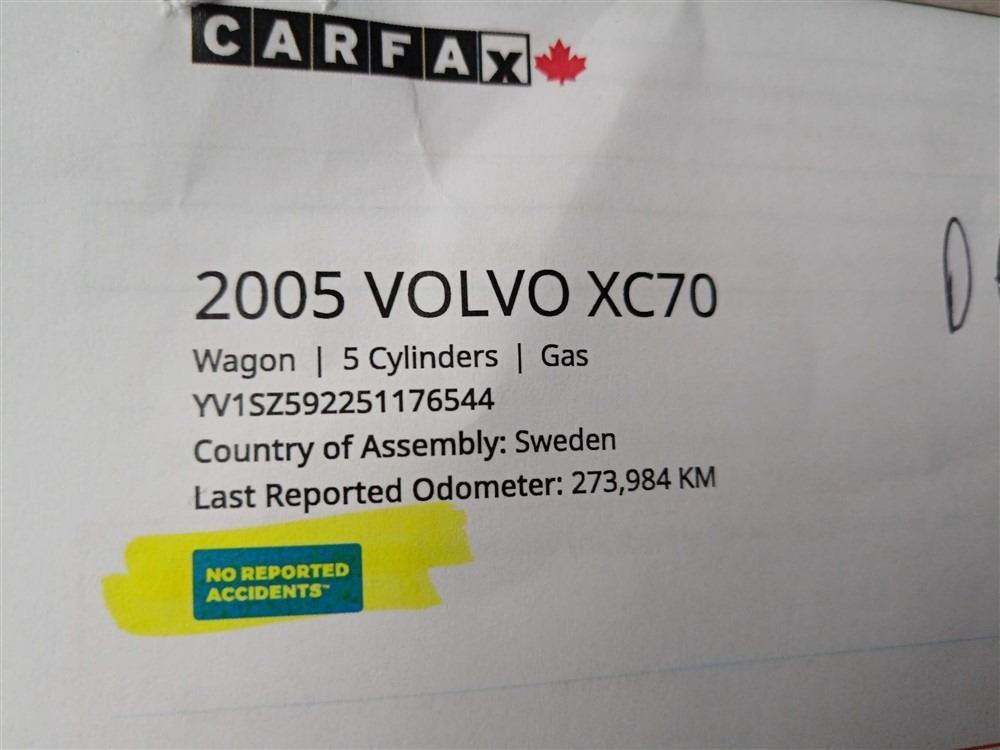 CARFAX
2005 VOLVO XC70
Wagon | 5 Cylinders | Gas
YV1SZ592251176544
Country of Assembly: Sweden
Last Reported Odometer: 273,984 KM
NO REPORTED
ACCIDENTS™